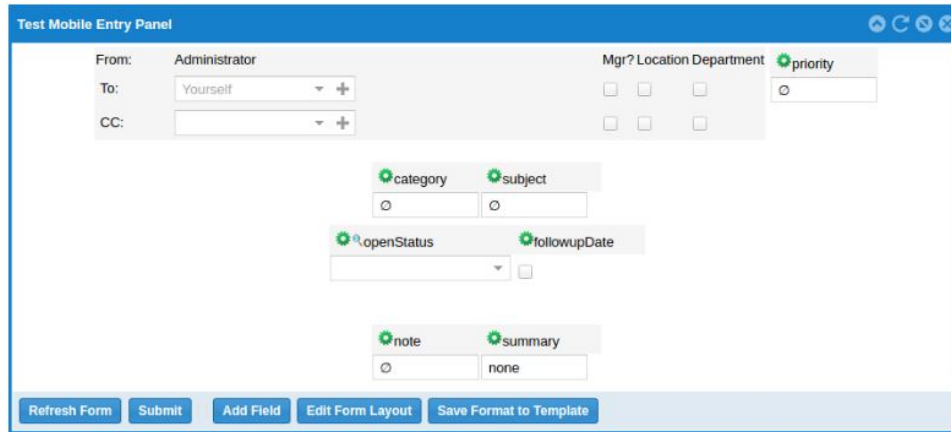 Test Mobile Entry Panel
From: Administrator Mgr? Location Department priority
To: Yourself ∅
CC:
category subject
∅ ∅
openStatus followupDate
note summary
∅ none
Refresh Form Submit Add Field Edit Form Layout Save Format to Template